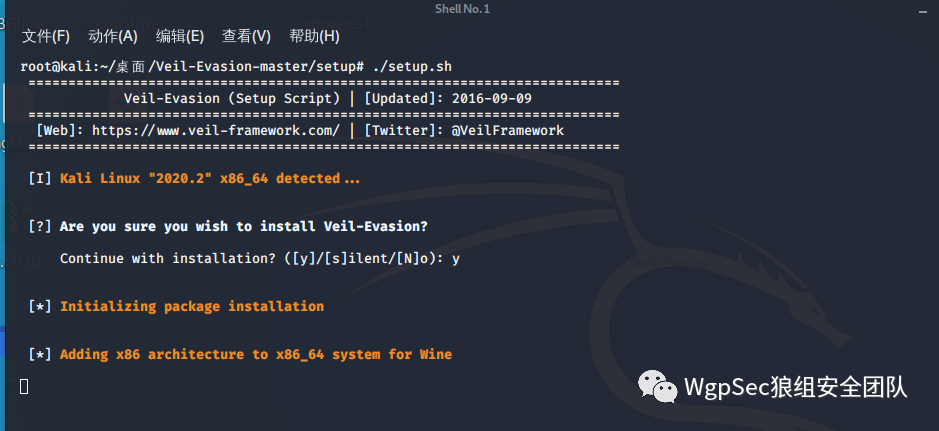 Shell No. 1
文件(F) 动作(A) 编辑(E) 查看(V) 帮助(H)
root@kali:~/桌面/Veil-Evasion-master/setup# ./setup.sh
==========================================================================
Veil-Evasion (Setup Script) | [Updated]: 2016-09-09
==========================================================================
[Web]: https://www.veil-framework.com/ | [Twitter]: @VeilFramework
==========================================================================
[I] Kali Linux "2020.2" x86_64 detected...
[?] Are you sure you wish to install Veil-Evasion?
Continue with installation? ([y]/[s]ilent/[N]o): y
[*] Initializing package installation
[*] Adding x86 architecture to x86_64 system for Wine
WgpSec狼组安全团队